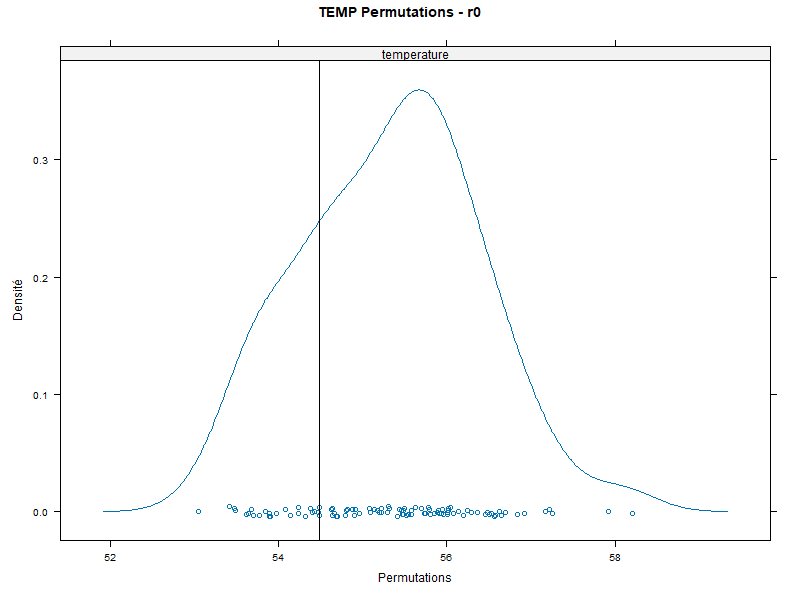 TEMP Permutations - r0
temperature
0.3
0.2
0.1
0.0
Densité
52 54 56 58
Permutations